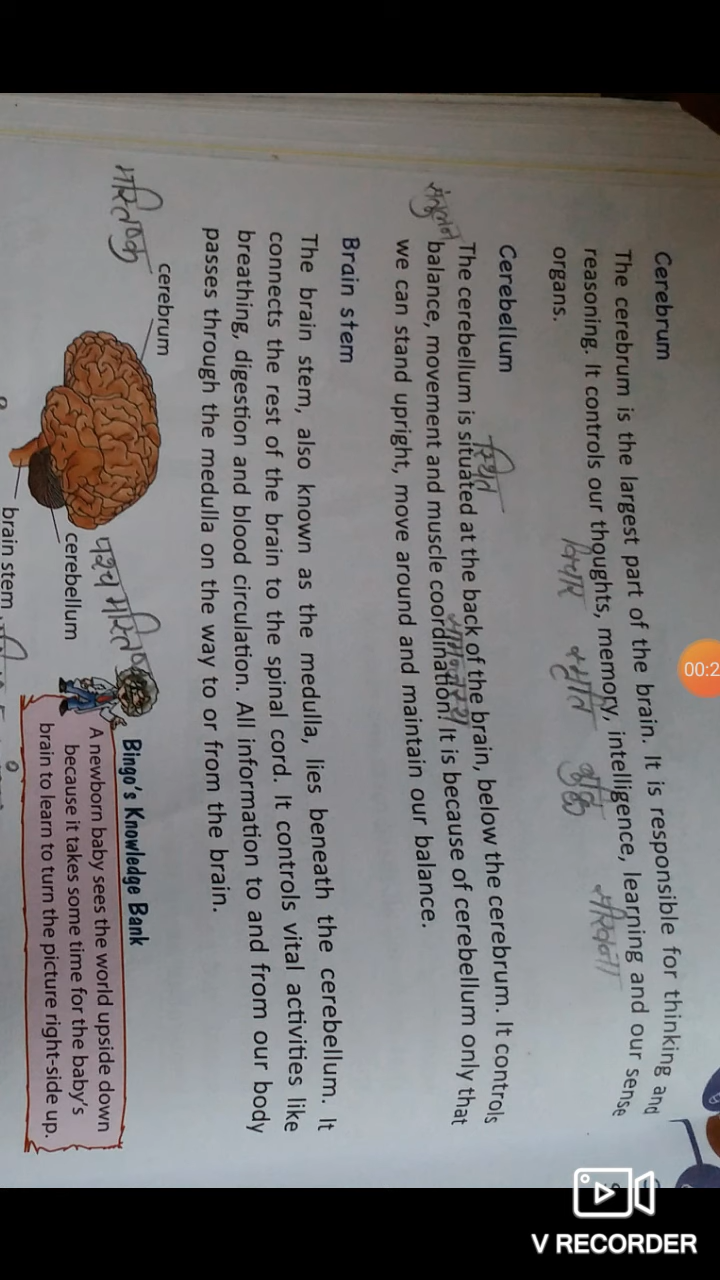 Cerebrum
The cerebrum is the largest part of the brain. It is responsible for thinking and
reasoning. It controls our thoughts, memory, intelligence, learning and our sense
organs.
विचार स्मृति बुद्धि सीखना
Cerebellum
स्थित
The cerebellum is situated at the back of the brain, below the cerebrum. It controls
संतुलन balance, movement and muscle coordination. It is because of cerebellum only that
we can stand upright, move around and maintain our balance.
Brain stem
The brain stem, also known as the medulla, lies beneath the cerebellum. It
connects the rest of the brain to the spinal cord. It controls vital activities like
breathing, digestion and blood circulation. All information to and from our body
passes through the medulla on the way to or from the brain.
cerebrum
मस्तिष्क
cerebellum
brain stem
Bingo's Knowledge Bank
A newborn baby sees the world upside down
because it takes some time for the baby's
brain to learn to turn the picture right-side up.
00:2
V RECORDER